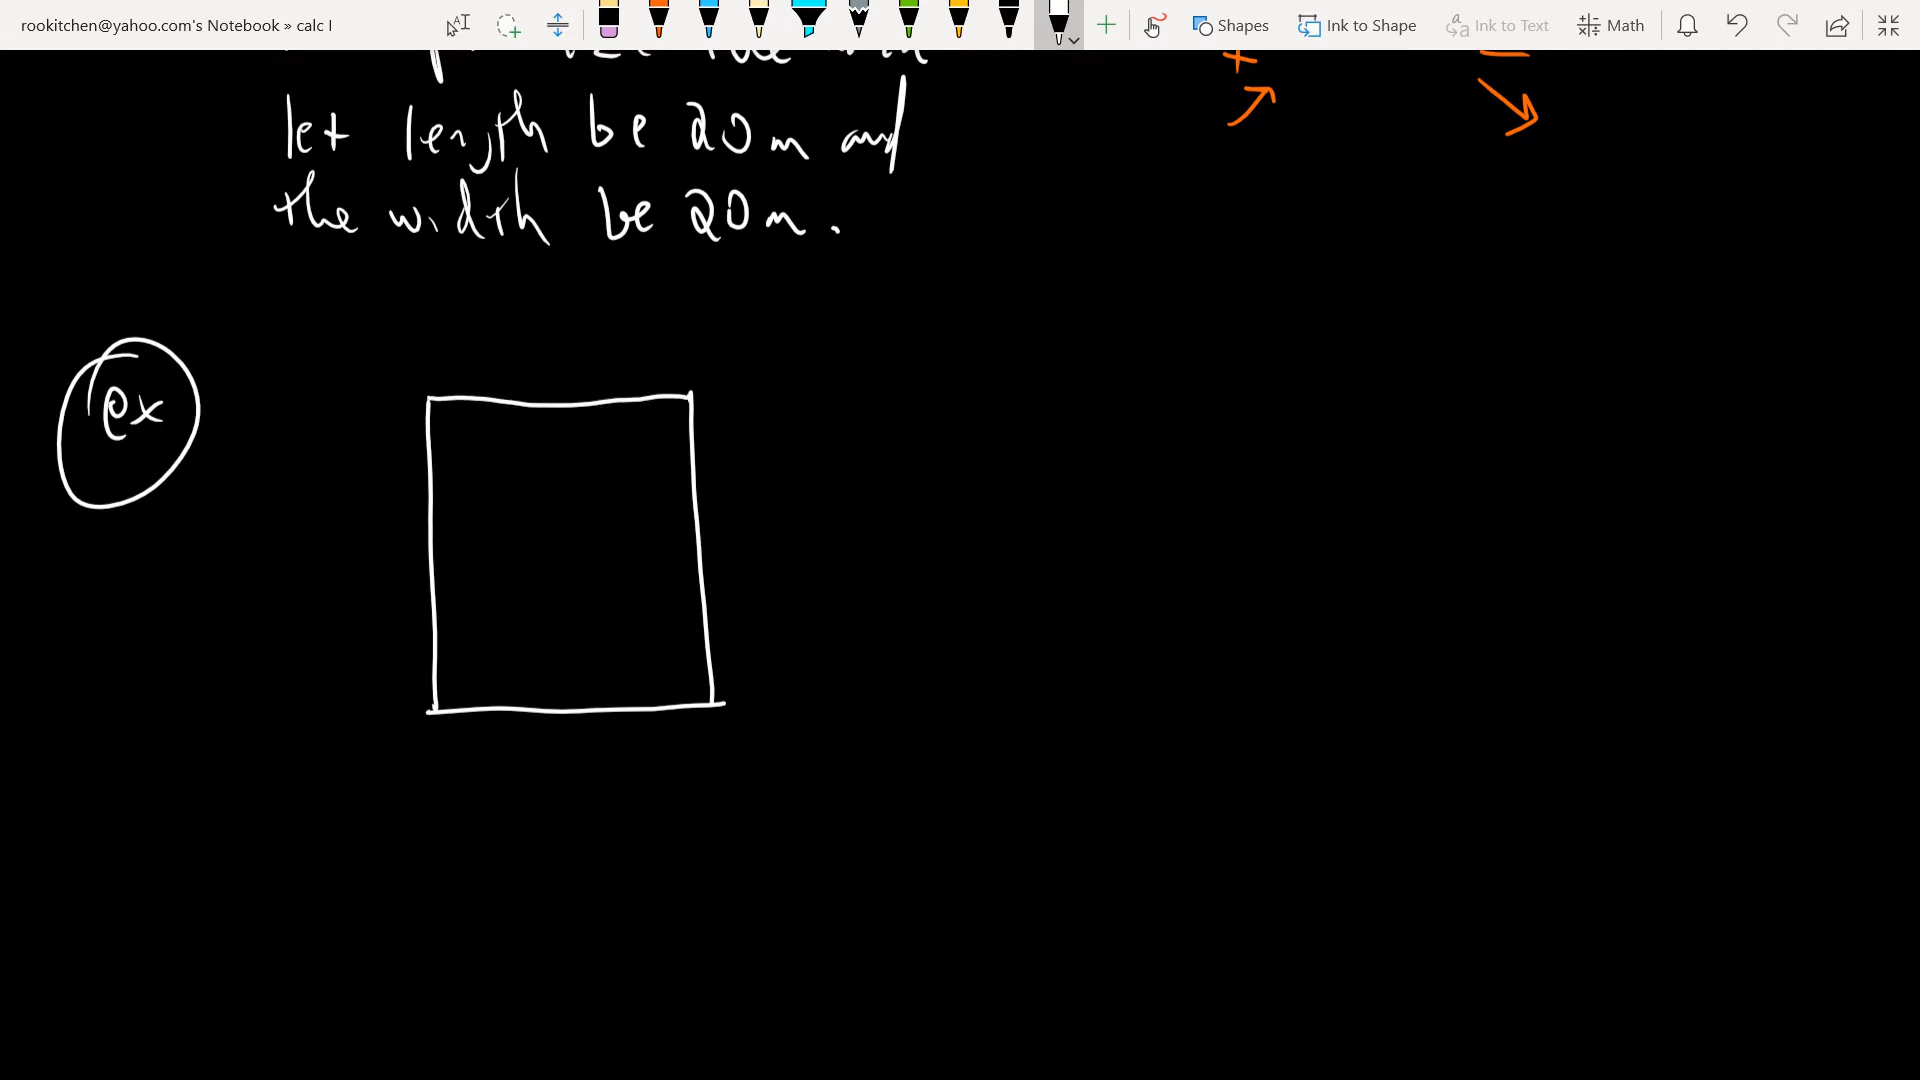 rookitchen@yahoo.com's Notebook » calc I
Shapes
Ink to Shape
Ink to Text
Math
let length be 20 m and
the width be 20 m.
+
−
ex